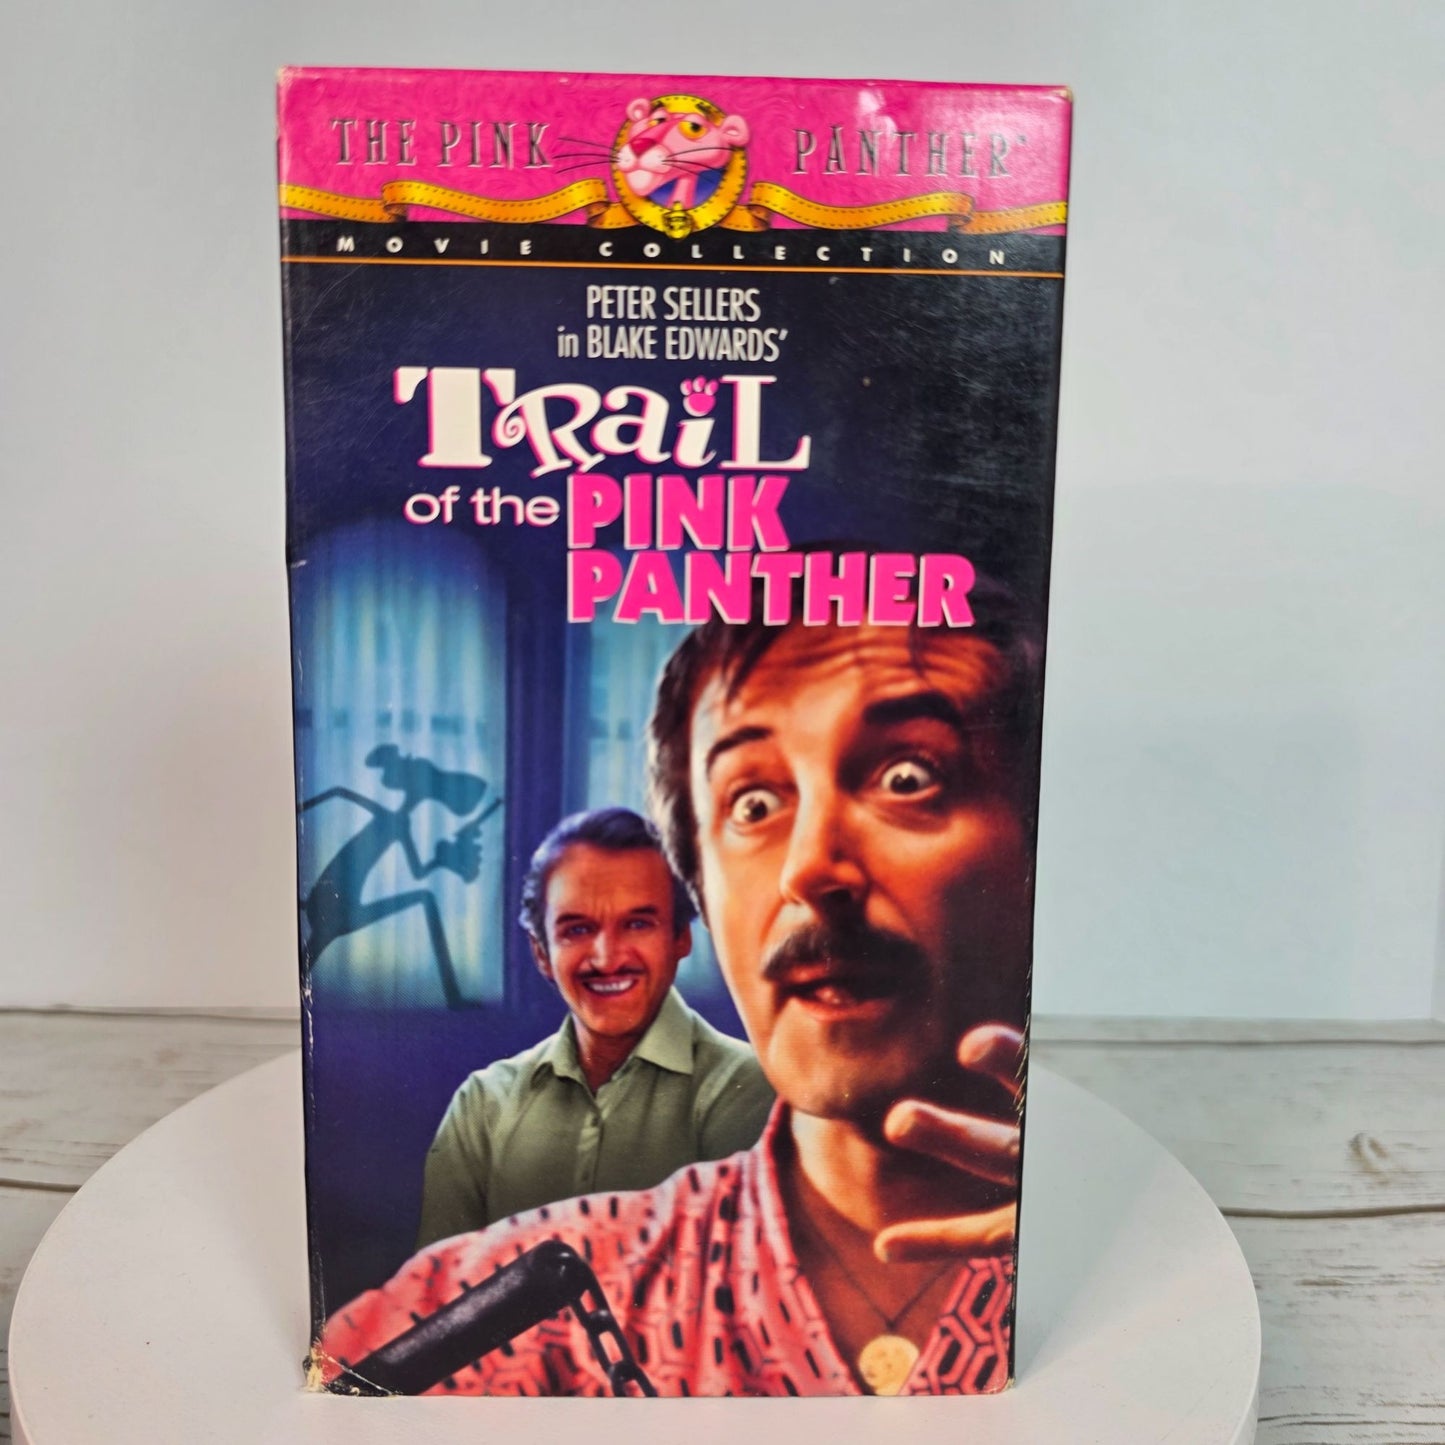 THE PINK PANTHER
MOVIE COLLECTION
PETER SELLERS
in BLAKE EDWARDS'
TRaiL
of the PINK
PANTHER